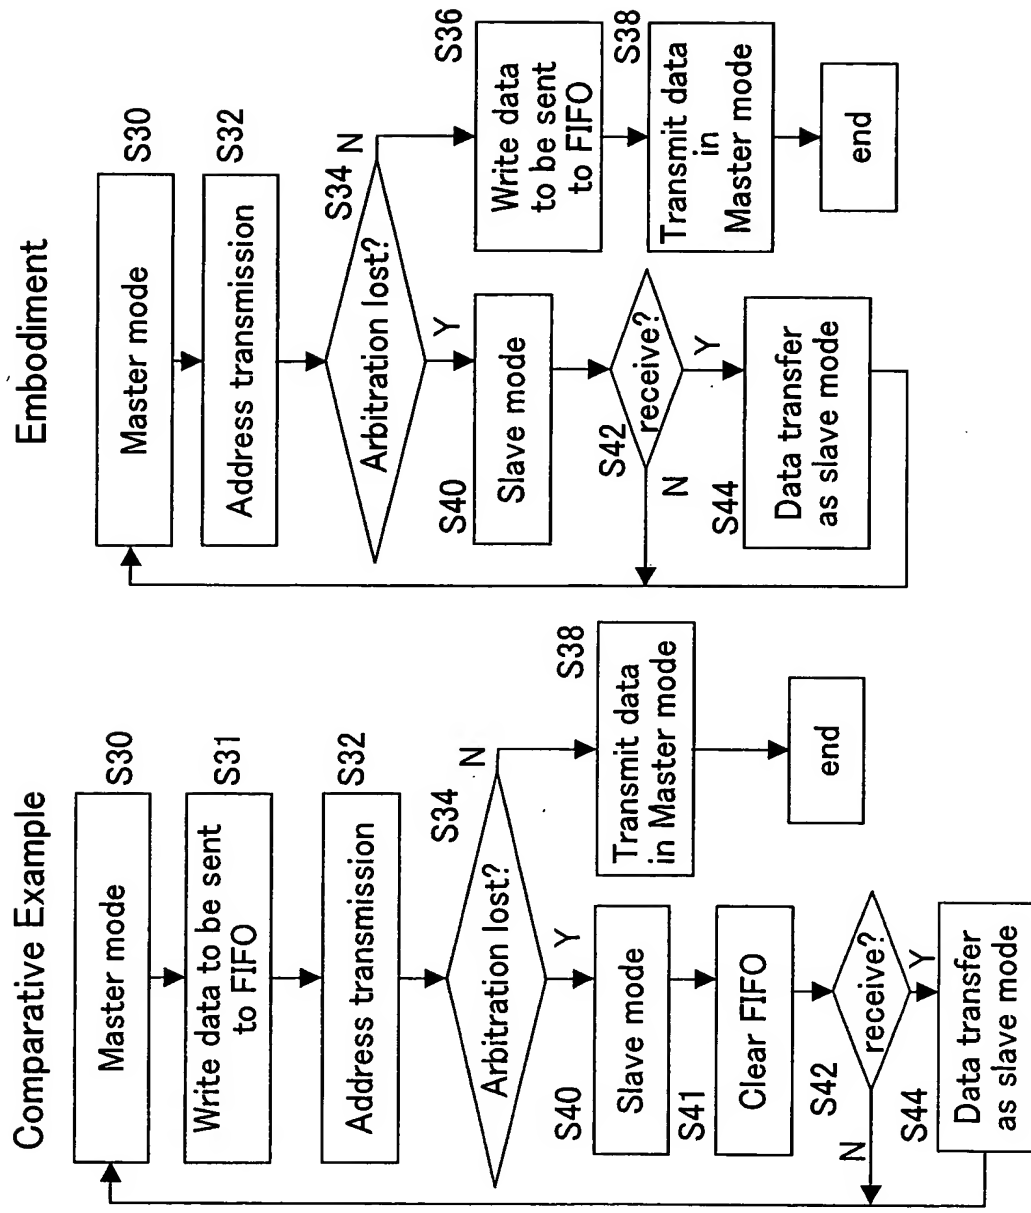 Comparative Example
Master mode
S30
Write data to be sent
to FIFO
S31
Address transmission
S32
Arbitration lost?
S34
N
Y
S40
Slave mode
S41
Clear FIFO
S42
receive?
N
Y
S44
Data transfer
as slave mode
S38
Transmit data
in Master mode
end
Embodiment
Master mode
S30
Address transmission
S32
Arbitration lost?
S34
N
Y
S40
Slave mode
S42
receive?
N
Y
S44
Data transfer
as slave mode
S36
Write data
to be sent
to FIFO
S38
Transmit data
in
Master mode
end